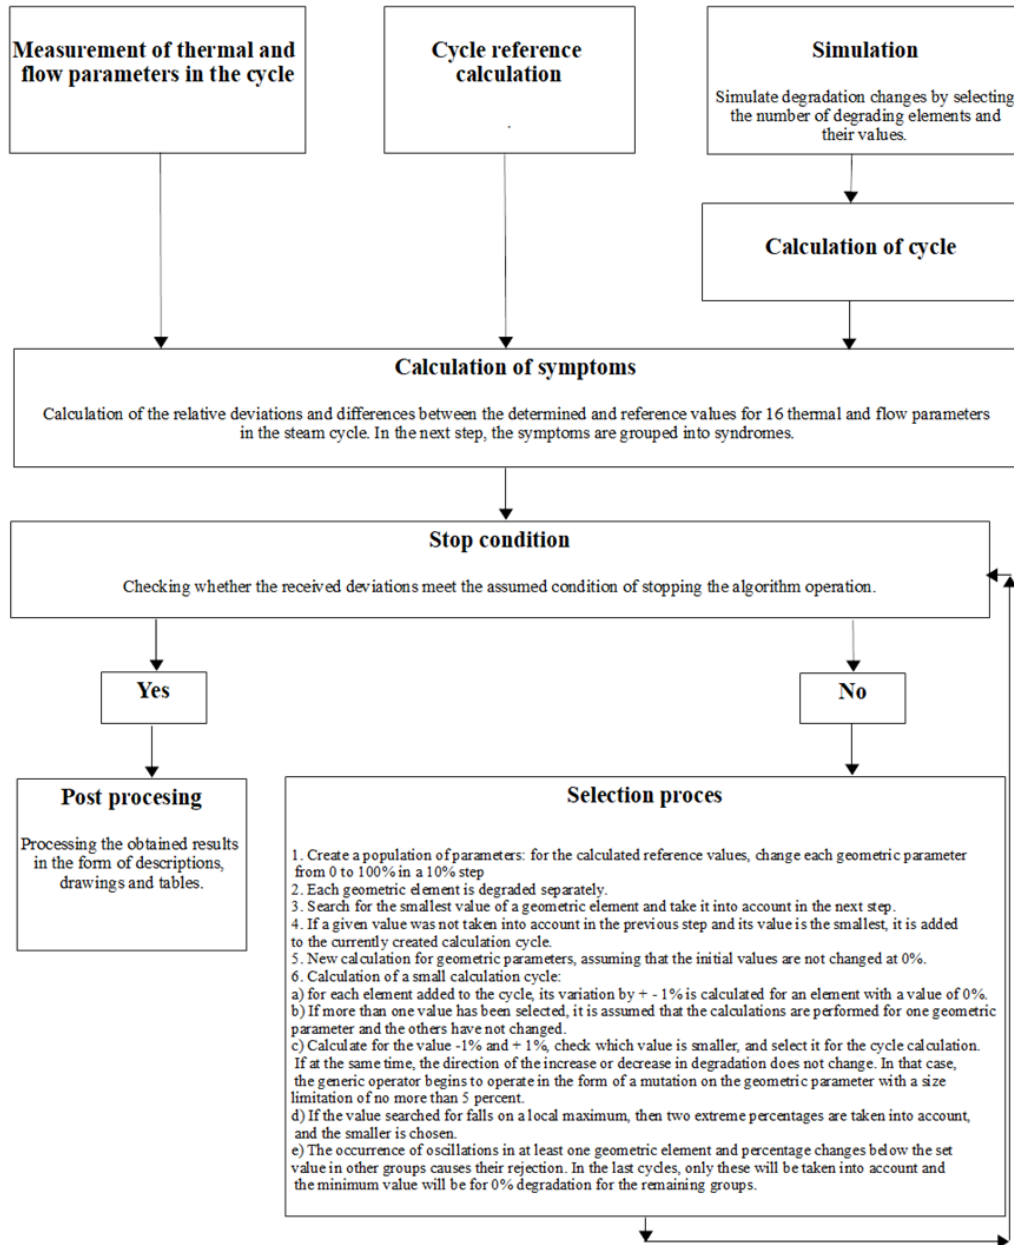 Measurement of thermal and
flow parameters in the cycle
Cycle reference
calculation
.
Simulation
Simulate degradation changes by selecting
the number of degrading elements and
their values.
Calculation of cycle
Calculation of symptoms
Calculation of the relative deviations and differences between the determined and reference values for 16 thermal and flow parameters
in the steam cycle. In the next step, the symptoms are grouped into syndromes.
Stop condition
Checking whether the received deviations meet the assumed condition of stopping the algorithm operation.
Yes
No
Post procesing
Processing the obtained results
in the form of descriptions,
drawings and tables.
Selection proces
1. Create a population of parameters: for the calculated reference values, change each geometric parameter
from 0 to 100% in a 10% step
2. Each geometric element is degraded separately.
3. Search for the smallest value of a geometric element and take it into account in the next step.
4. If a given value was not taken into account in the previous step and its value is the smallest, it is added
to the currently created calculation cycle.
5. New calculation for geometric parameters, assuming that the initial values are not changed at 0%.
6. Calculation of a small calculation cycle:
a) for each element added to the cycle, its variation by + - 1% is calculated for an element with a value of 0%.
b) If more than one value has been selected, it is assumed that the calculations are performed for one geometric
parameter and the others have not changed.
c) Calculate for the value -1% and + 1%, check which value is smaller, and select it for the cycle calculation.
If at the same time, the direction of the increase or decrease in degradation does not change. In that case,
the generic operator begins to operate in the form of a mutation on the geometric parameter with a size
limitation of no more than 5 percent.
d) If the value searched for falls on a local maximum, then two extreme percentages are taken into account,
and the smaller is chosen.
e) The occurrence of oscillations in at least one geometric element and percentage changes below the set
value in other groups causes their rejection. In the last cycles, only these will be taken into account and
the minimum value will be for 0% degradation for the remaining groups.